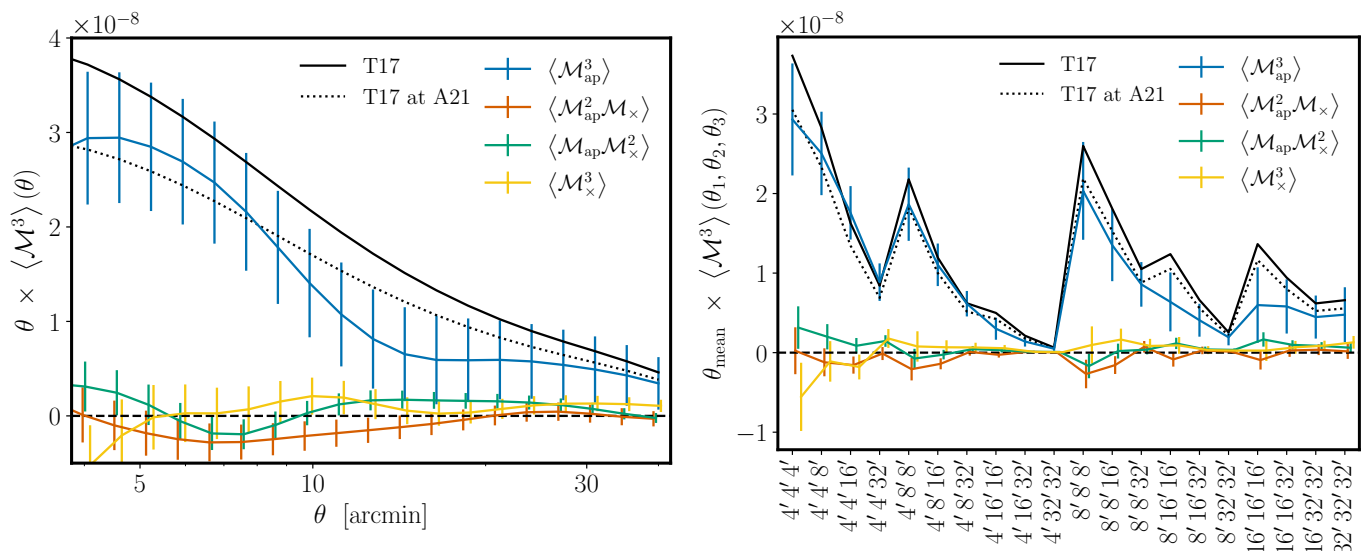 ×10⁻⁸
4
3
2
1
0
θ × ⟨ℳ³⟩(θ)
T17
T17 at A21
⟨ℳ³ₐₚ⟩
⟨ℳ²ₐₚℳ×⟩
⟨ℳₐₚℳ²×⟩
⟨ℳ³×⟩
5
10
30
θ [arcmin]
×10⁻⁸
3
2
1
0
−1
θmean × ⟨ℳ³⟩(θ₁, θ₂, θ₃)
T17
T17 at A21
⟨ℳ³ₐₚ⟩
⟨ℳ²ₐₚℳ×⟩
⟨ℳₐₚℳ²×⟩
⟨ℳ³×⟩
4′ 4′ 4′
4′ 4′ 8′
4′ 4′ 16′
4′ 4′ 32′
4′ 8′ 8′
4′ 8′ 16′
4′ 8′ 32′
4′ 16′ 16′
4′ 16′ 32′
4′ 32′ 32′
8′ 8′ 8′
8′ 8′ 16′
8′ 8′ 32′
8′ 16′ 16′
8′ 16′ 32′
8′ 32′ 32′
16′ 16′ 16′
16′ 16′ 32′
16′ 32′ 32′
32′ 32′ 32′